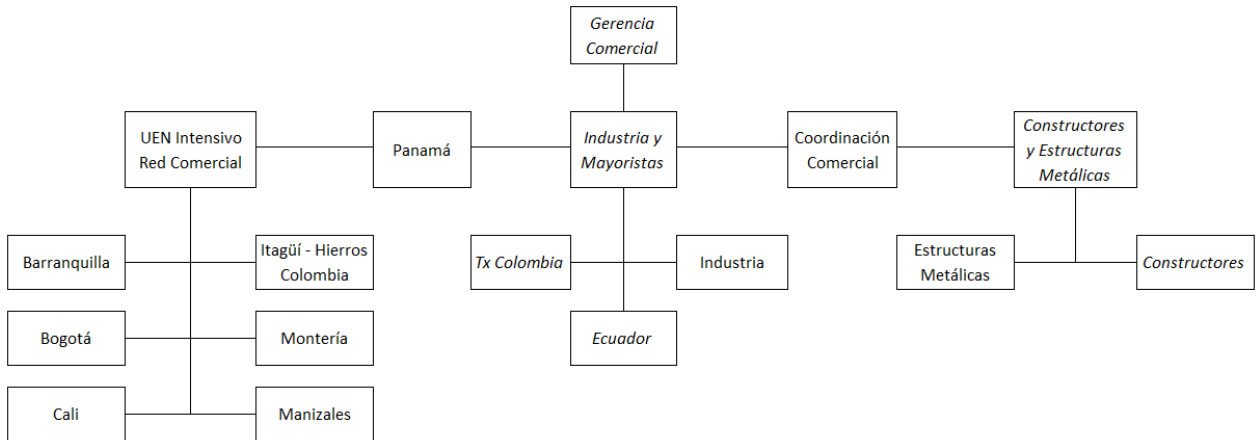 Gerencia
Comercial
UEN Intensivo
Red Comercial
Panamá
Industria y
Mayoristas
Coordinación
Comercial
Constructores
y Estructuras
Metálicas
Barranquilla
Itagüí - Hierros
Colombia
Tx Colombia
Industria
Estructuras
Metálicas
Constructores
Bogotá
Montería
Ecuador
Cali
Manizales